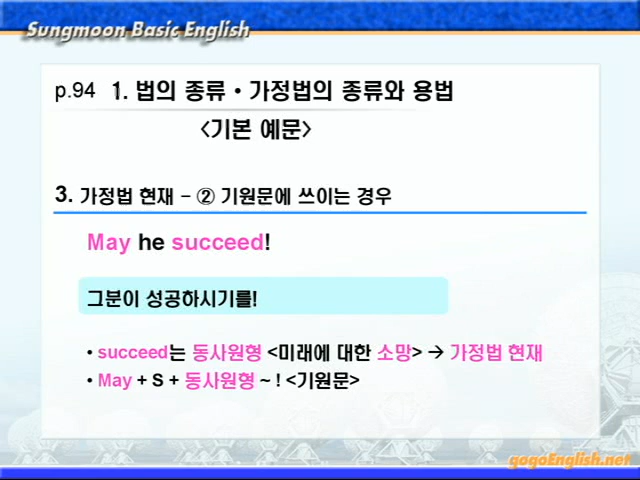 Sungmoon Basic English
p.94 1. 법의 종류 • 가정법의 종류와 용법
<기본 예문>
3. 가정법 현재 - ② 기원문에 쓰이는 경우
May he succeed!
그분이 성공하시기를!
• succeed는 동사원형 <미래에 대한 소망> → 가정법 현재
• May + S + 동사원형 ~ ! <기원문>
gogoEnglish.net